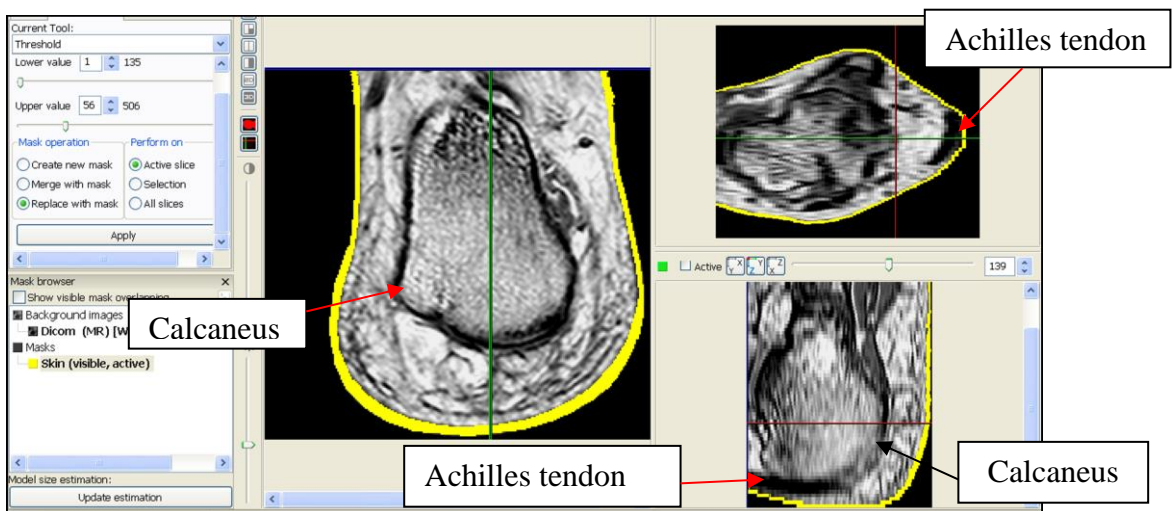 Current Tool:
Threshold
Lower value 1 135
Upper value 56 506
Mask operation
Perform on
Create new mask
Active slice
Merge with mask
Selection
Replace with mask
All slices
Apply
Mask browser X
Show visible mask overlapping
Background images
Dicom (MR) [W
Masks
Skin (visible, active)
Model size estimation:
Update estimation
Achilles tendon
Calcaneus
Active
139
Achilles tendon
Calcaneus